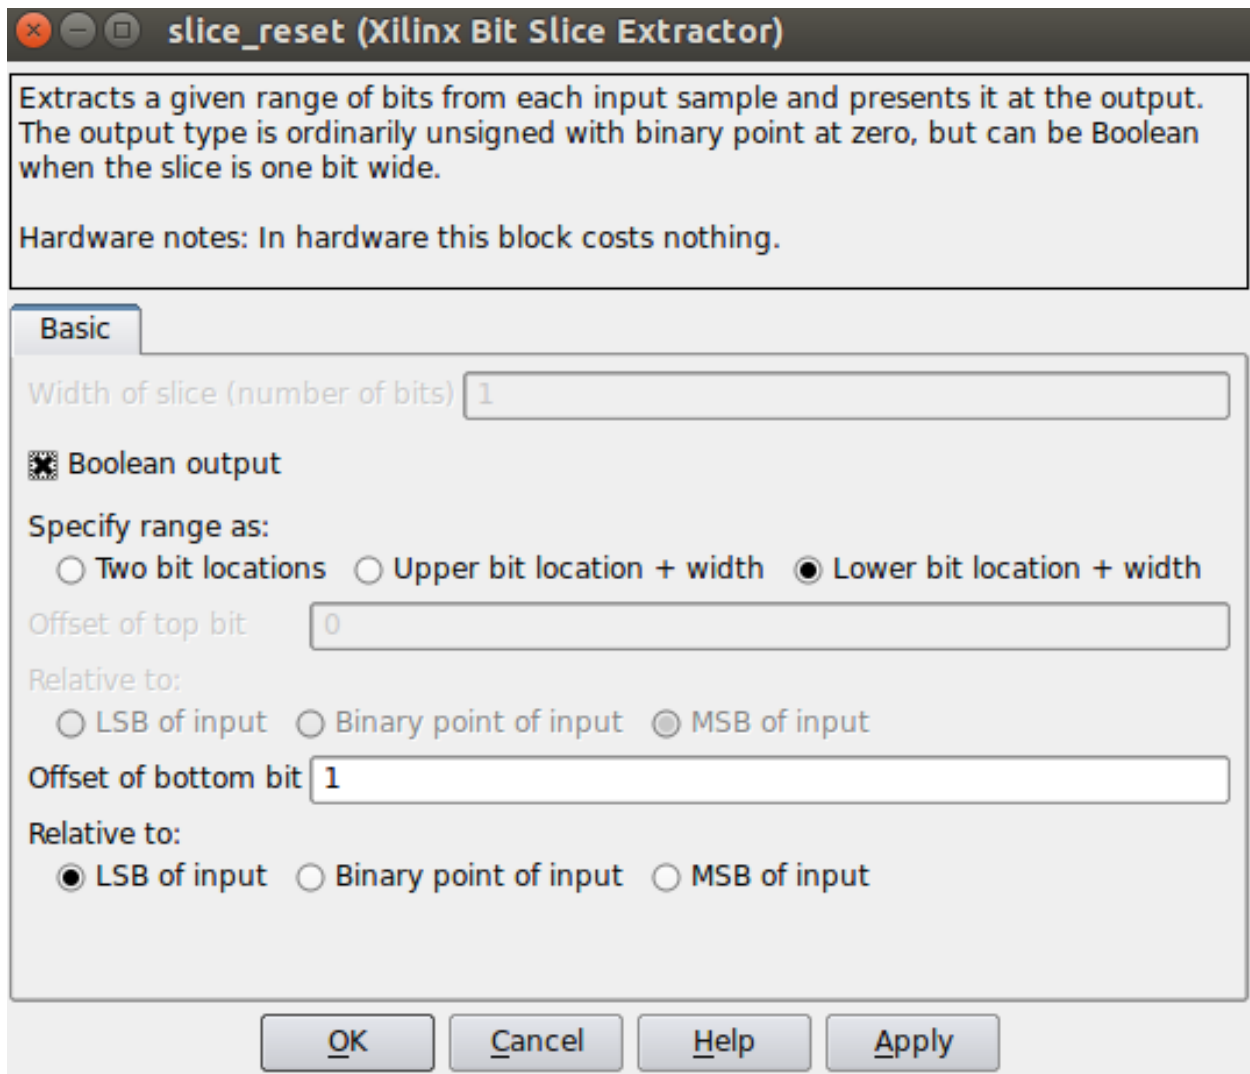 slice_reset (Xilinx Bit Slice Extractor)
Extracts a given range of bits from each input sample and presents it at the output.
The output type is ordinarily unsigned with binary point at zero, but can be Boolean
when the slice is one bit wide.
Hardware notes: In hardware this block costs nothing.
Basic
Width of slice (number of bits) 1
Boolean output
Specify range as:
Two bit locations Upper bit location + width Lower bit location + width
Offset of top bit 0
Relative to:
LSB of input Binary point of input MSB of input
Offset of bottom bit 1
Relative to:
LSB of input Binary point of input MSB of input
OK Cancel Help Apply